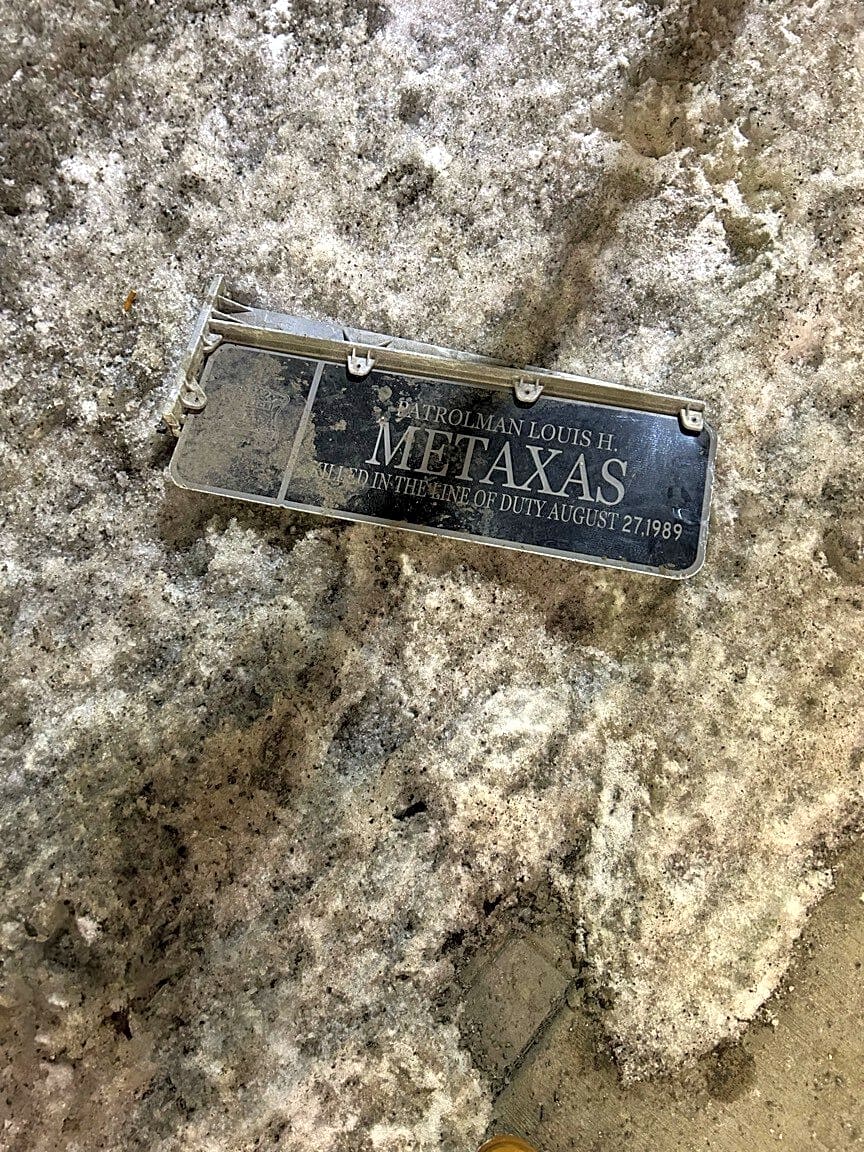 PATROLMAN LOUIS H.
METAXAS
KILLED IN THE LINE OF DUTY AUGUST 27,1989